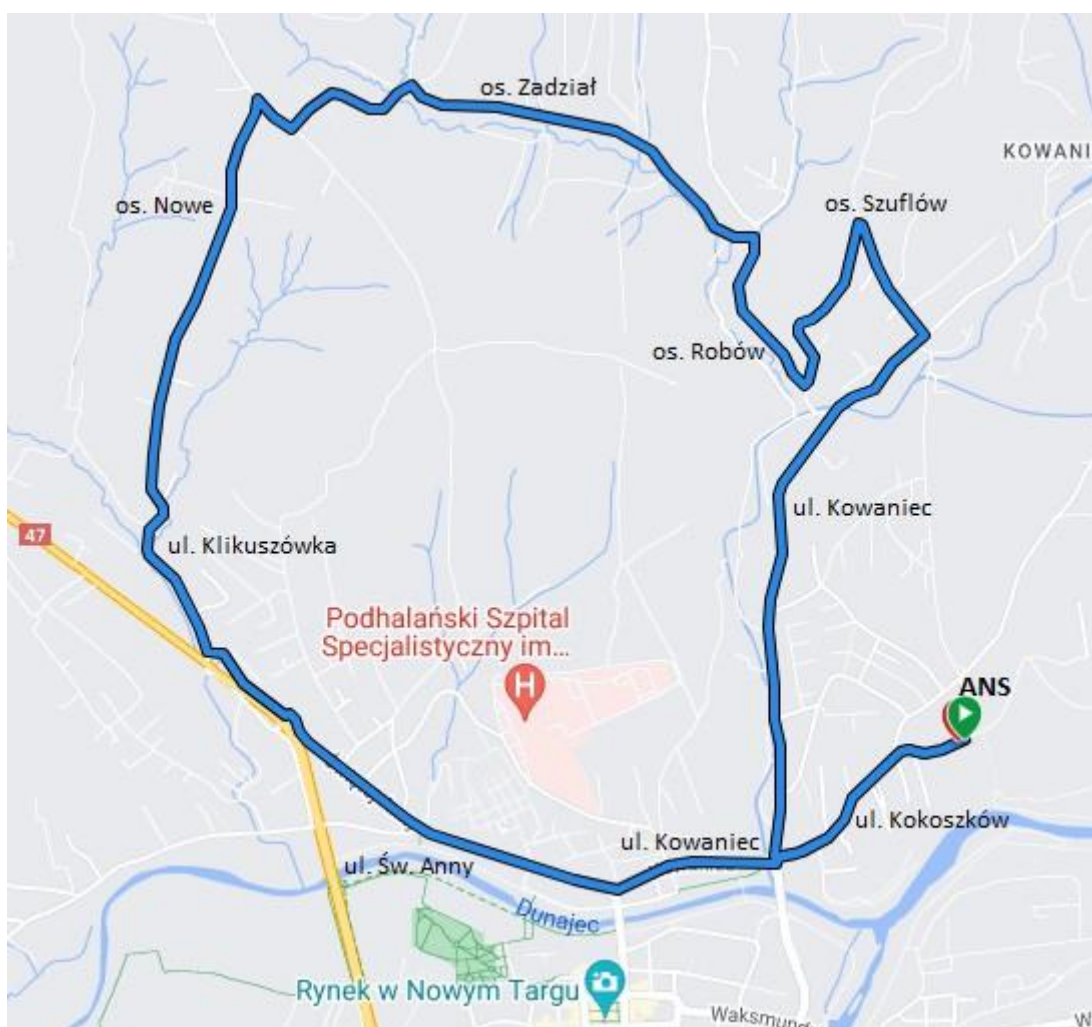 os. Zadział
KOWANI
os. Nowe
os. Szuflów
os. Robów
ul. Kowaniec
47
ul. Klikuszówka
Podhalański Szpital
Specjalistyczny im...
H
ANS
ul. Kokoszków
ul. Kowaniec
ul. Św. Anny
Dunajec
Rynek w Nowym Targu
Waksmund
W